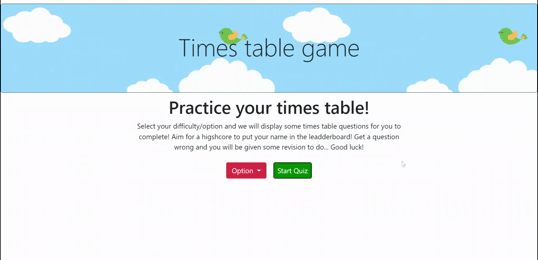 Times table game
Practice your times table!
Select your difficulty/option and we will display some times table questions for you to
complete! Aim for a higshcore to put your name in the leadderboard! Get a question
wrong and you will be given some revision to do... Good luck!
Option
Start Quiz